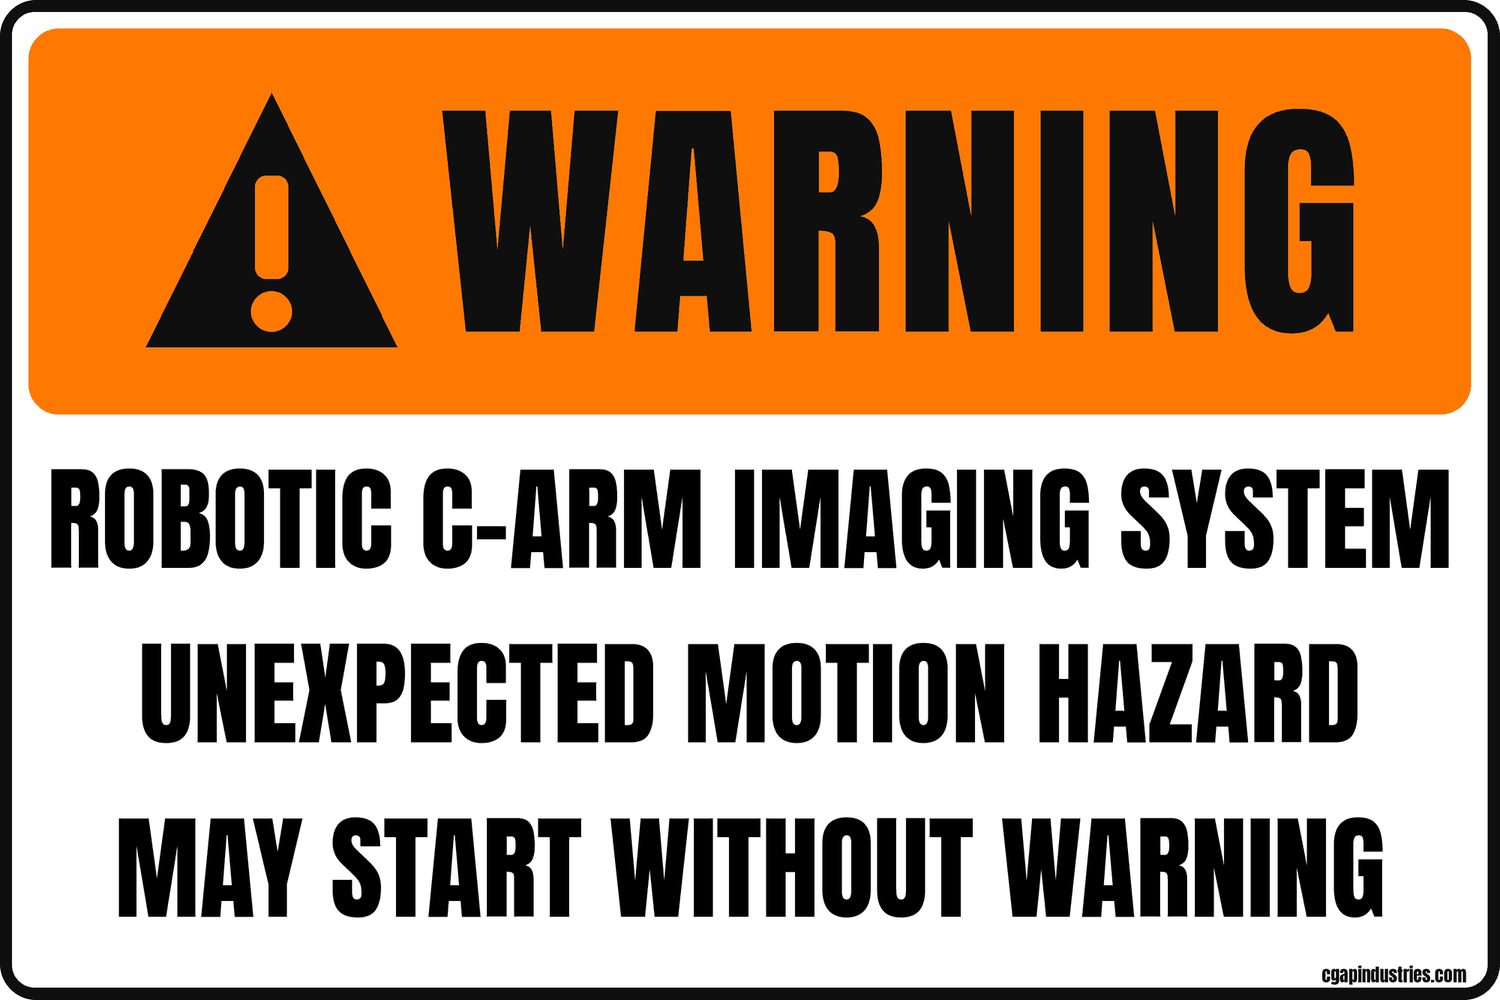 WARNING
ROBOTIC C-ARM IMAGING SYSTEM
UNEXPECTED MOTION HAZARD
MAY START WITHOUT WARNING
cgapindustries.com